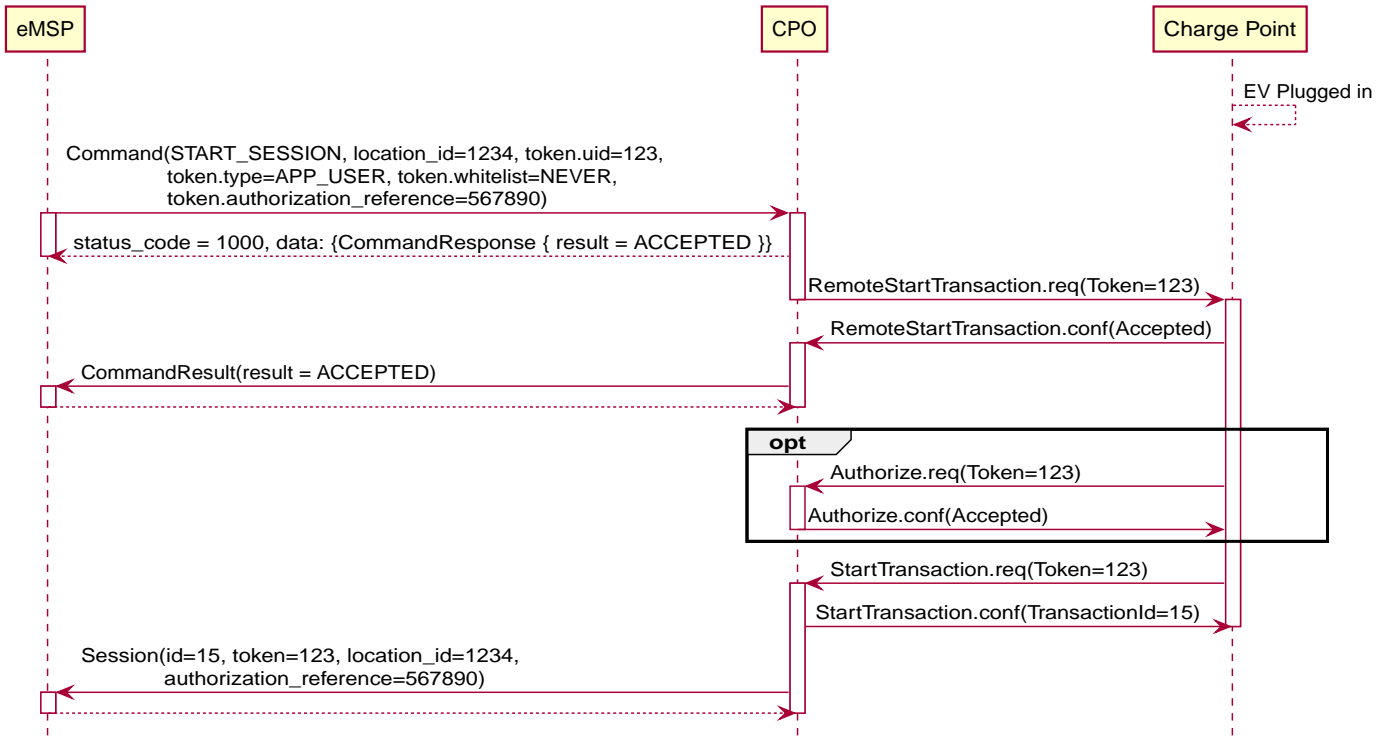 eMSP
CPO
Charge Point
EV Plugged in
Command(START_SESSION, location_id=1234, token.uid=123,
token.type=APP_USER, token.whitelist=NEVER,
token.authorization_reference=567890)
status_code = 1000, data: {CommandResponse { result = ACCEPTED }}
RemoteStartTransaction.req(Token=123)
RemoteStartTransaction.conf(Accepted)
CommandResult(result = ACCEPTED)
opt
Authorize.req(Token=123)
Authorize.conf(Accepted)
StartTransaction.req(Token=123)
StartTransaction.conf(TransactionId=15)
Session(id=15, token=123, location_id=1234,
authorization_reference=567890)